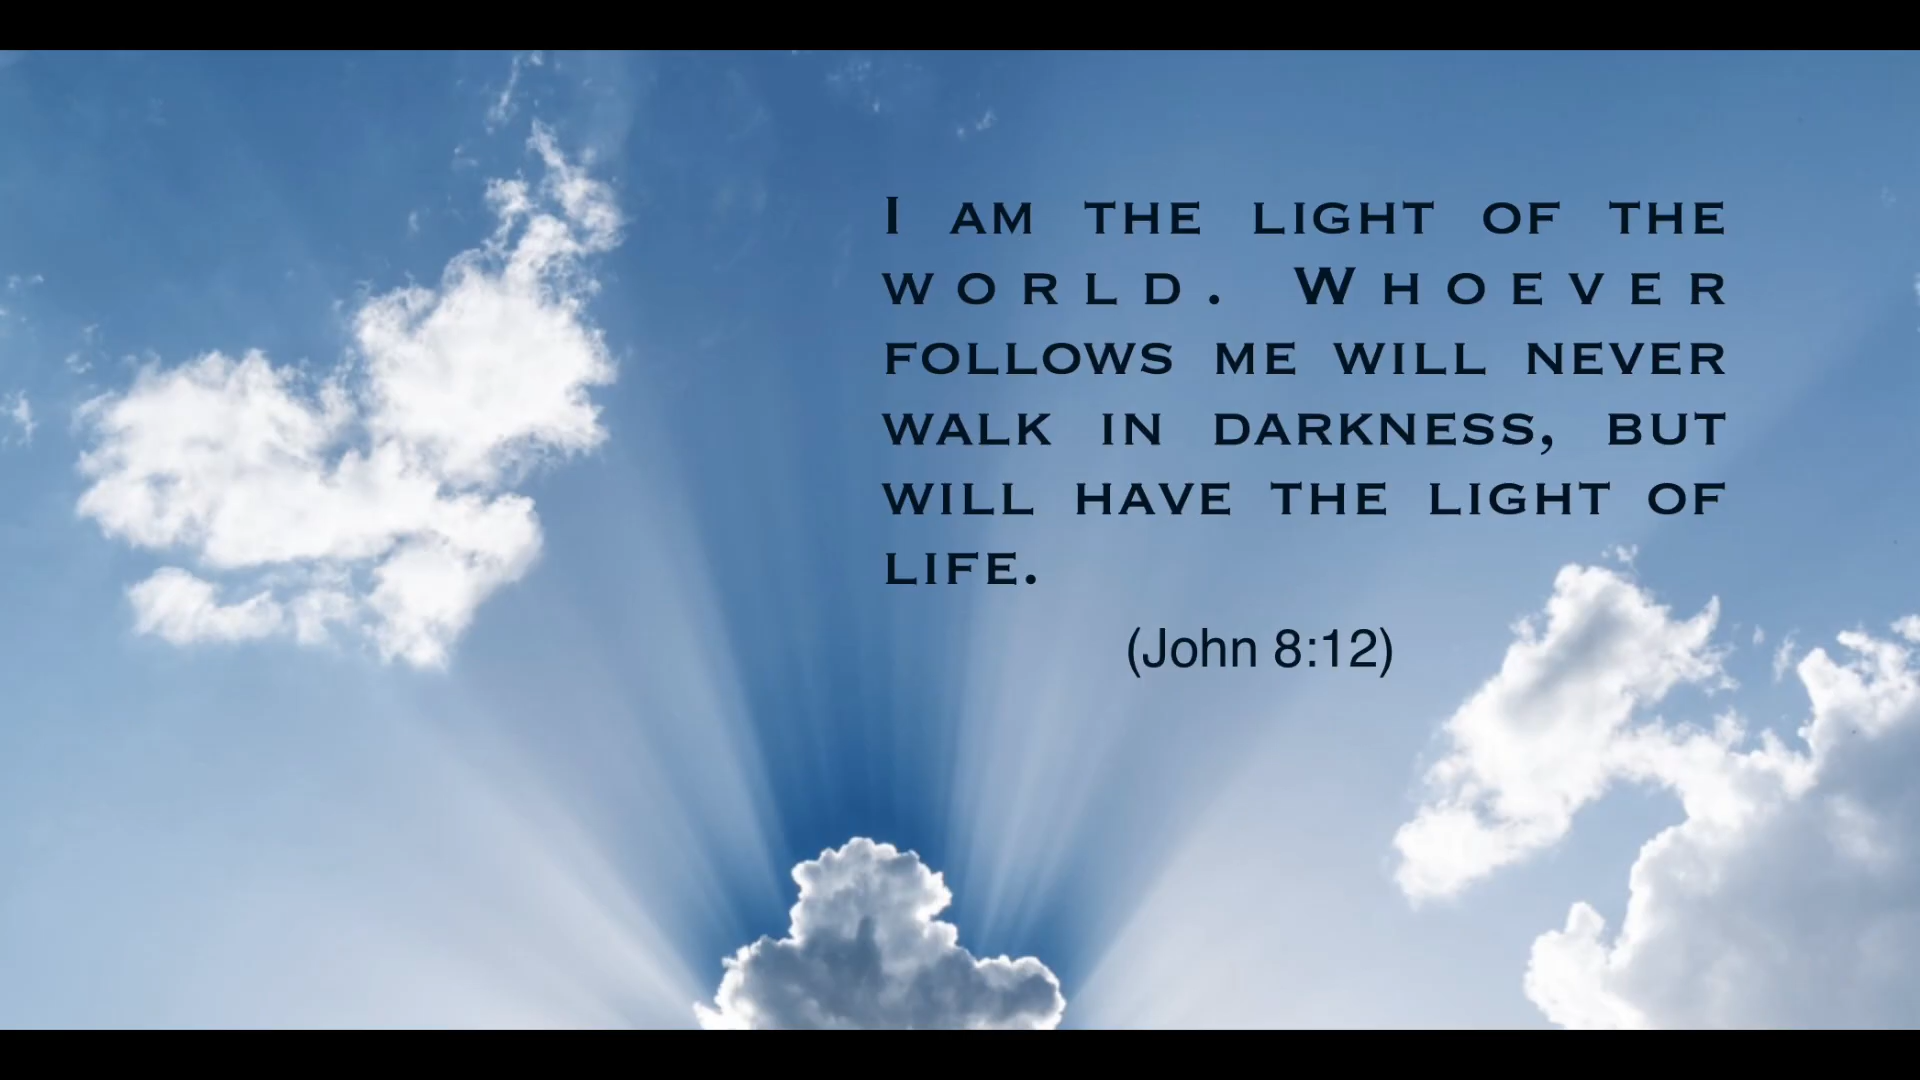 I am the light of the
world. Whoever
follows me will never
walk in darkness, but
will have the light of
life.
(John 8:12)